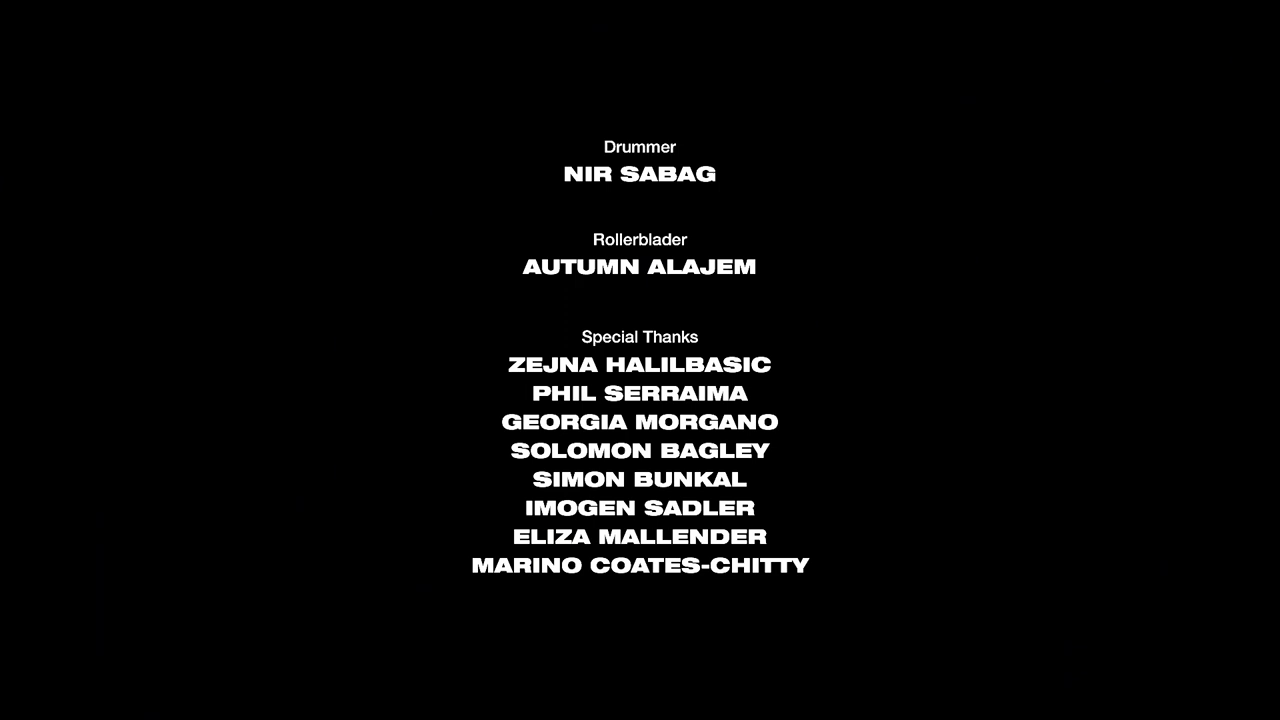 Drummer
NIR SABAG
Rollerblader
AUTUMN ALAJEM
Special Thanks
ZEJNA HALILBASIC
PHIL SERRAIMA
GEORGIA MORGANO
SOLOMON BAGLEY
SIMON BUNKAL
IMOGEN SADLER
ELIZA MALLENDER
MARINO COATES-CHITTY